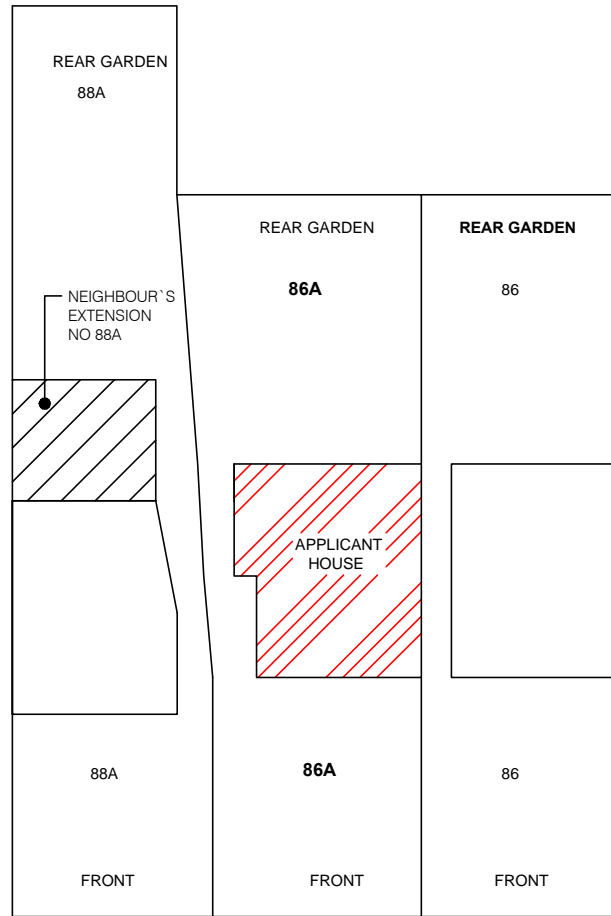 REAR GARDEN
88A
REAR GARDEN
86A
REAR GARDEN
86
NEIGHBOUR`S
EXTENSION
NO 88A
APPLICANT
HOUSE
88A
86A
86
FRONT
FRONT
FRONT